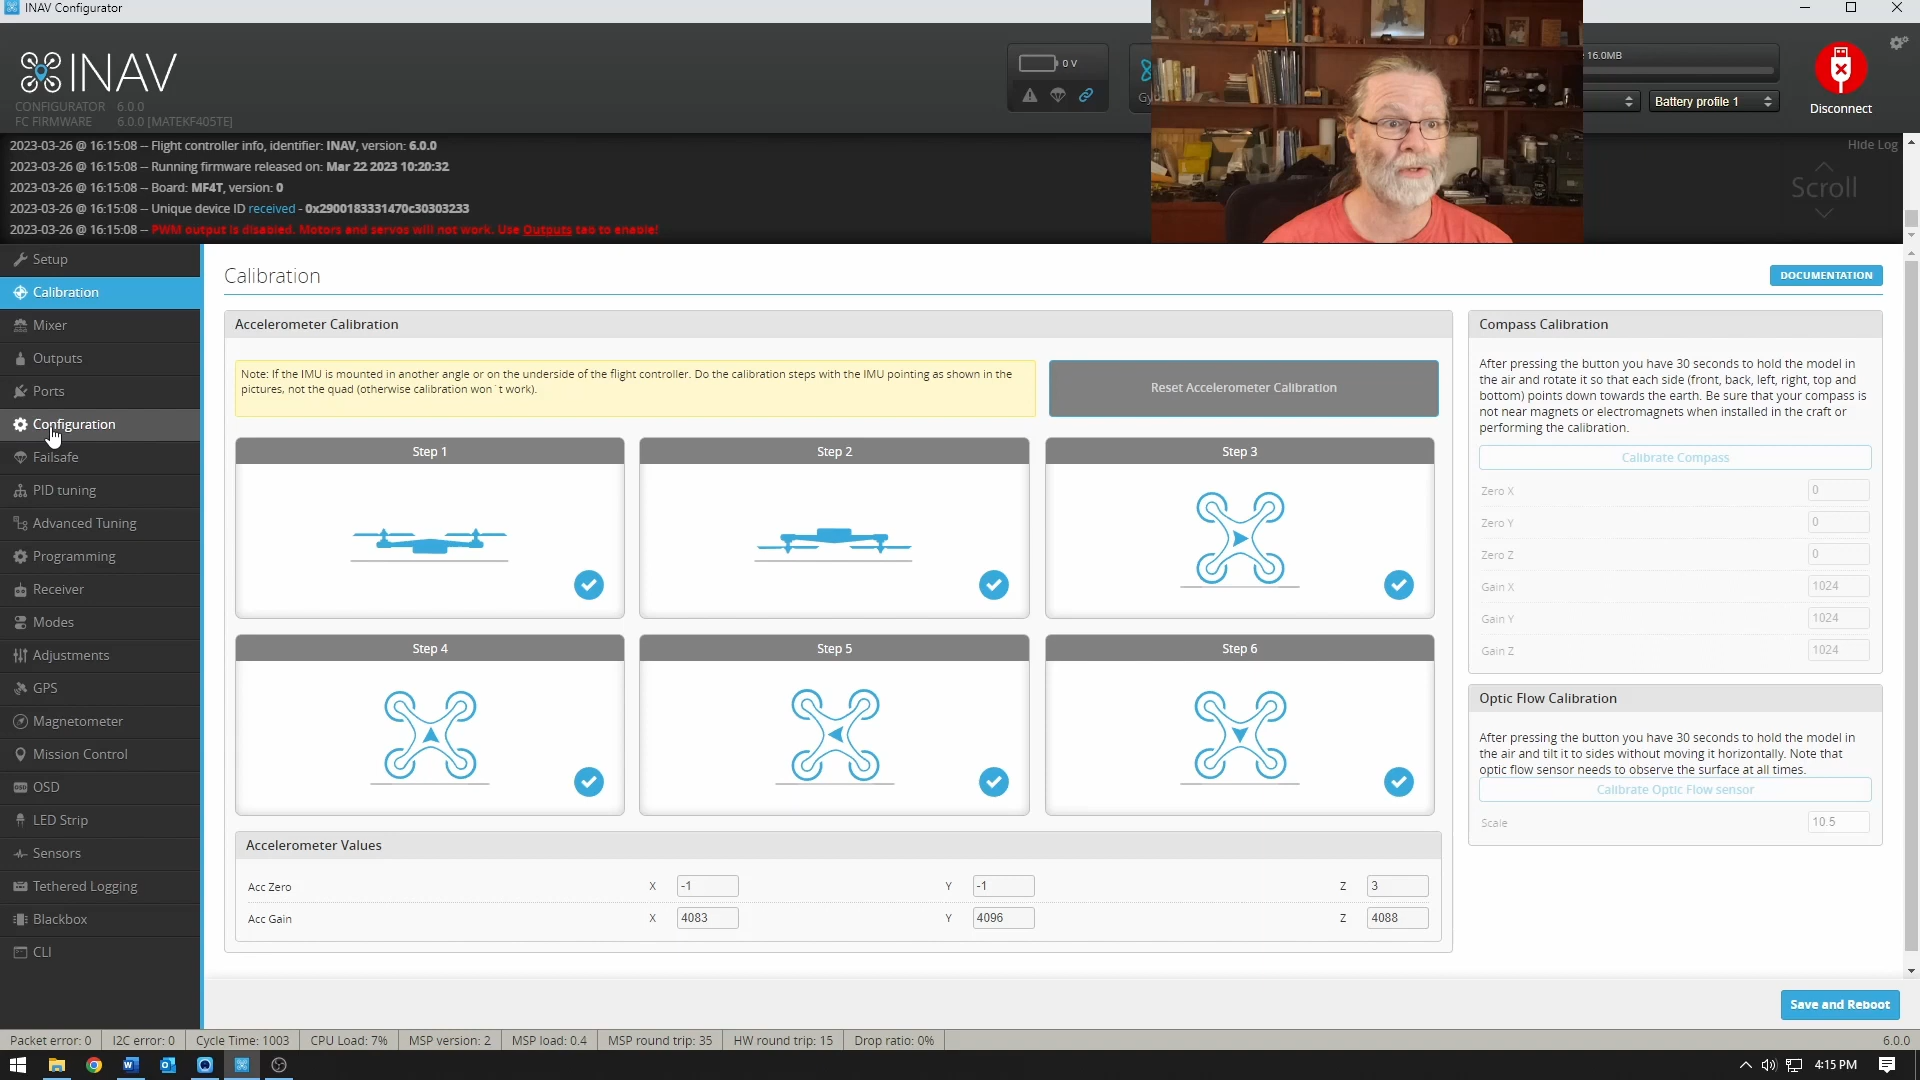 INAV Configurator
INAV
CONFIGURATOR 6.0.0
FC FIRMWARE 6.0.0 [MATEKF405TE]
0 V
16.0MB
Battery profile 1
Disconnect
2023-03-26 @ 16:15:08 -- Flight controller info, identifier: INAV, version: 6.0.0
2023-03-26 @ 16:15:08 -- Running firmware released on: Mar 22 2023 10:20:32
2023-03-26 @ 16:15:08 -- Board: MF4T, version: 0
2023-03-26 @ 16:15:08 -- Unique device ID received - 0x2900183331470c30303233
2023-03-26 @ 16:15:08 -- PWM output is disabled. Motors and servos will not work. Use Outputs tab to enable!
Hide Log
Scroll
Setup
Calibration
Mixer
Outputs
Ports
Configuration
Failsafe
PID tuning
Advanced Tuning
Programming
Receiver
Modes
Adjustments
GPS
Magnetometer
Mission Control
OSD
LED Strip
Sensors
Tethered Logging
Blackbox
CLI
Calibration
DOCUMENTATION
Accelerometer Calibration
Note: If the IMU is mounted in another angle or on the underside of the flight controller. Do the calibration steps with the IMU pointing as shown in the
pictures, not the quad (otherwise calibration won`t work).
Reset Accelerometer Calibration
Step 1
Step 2
Step 3
Step 4
Step 5
Step 6
Accelerometer Values
Acc Zero X -1 Y -1 Z 3
Acc Gain X 4083 Y 4096 Z 4088
Compass Calibration
After pressing the button you have 30 seconds to hold the model in
the air and rotate it so that each side (front, back, left, right, top and
bottom) points down towards the earth. Be sure that your compass is
not near magnets or electromagnets when installed in the craft or
performing the calibration.
Calibrate Compass
Zero X 0
Zero Y 0
Zero Z 0
Gain X 1024
Gain Y 1024
Gain Z 1024
Optic Flow Calibration
After pressing the button you have 30 seconds to hold the model in
the air and tilt it to sides without moving it horizontally. Note that
optic flow sensor needs to observe the surface at all times.
Calibrate Optic Flow sensor
Scale 10.5
Save and Reboot
Packet error: 0 I2C error: 0 Cycle Time: 1003 CPU Load: 7% MSP version: 2 MSP load: 0.4 MSP round trip: 35 HW round trip: 15 Drop ratio: 0% 6.0.0
4:15 PM